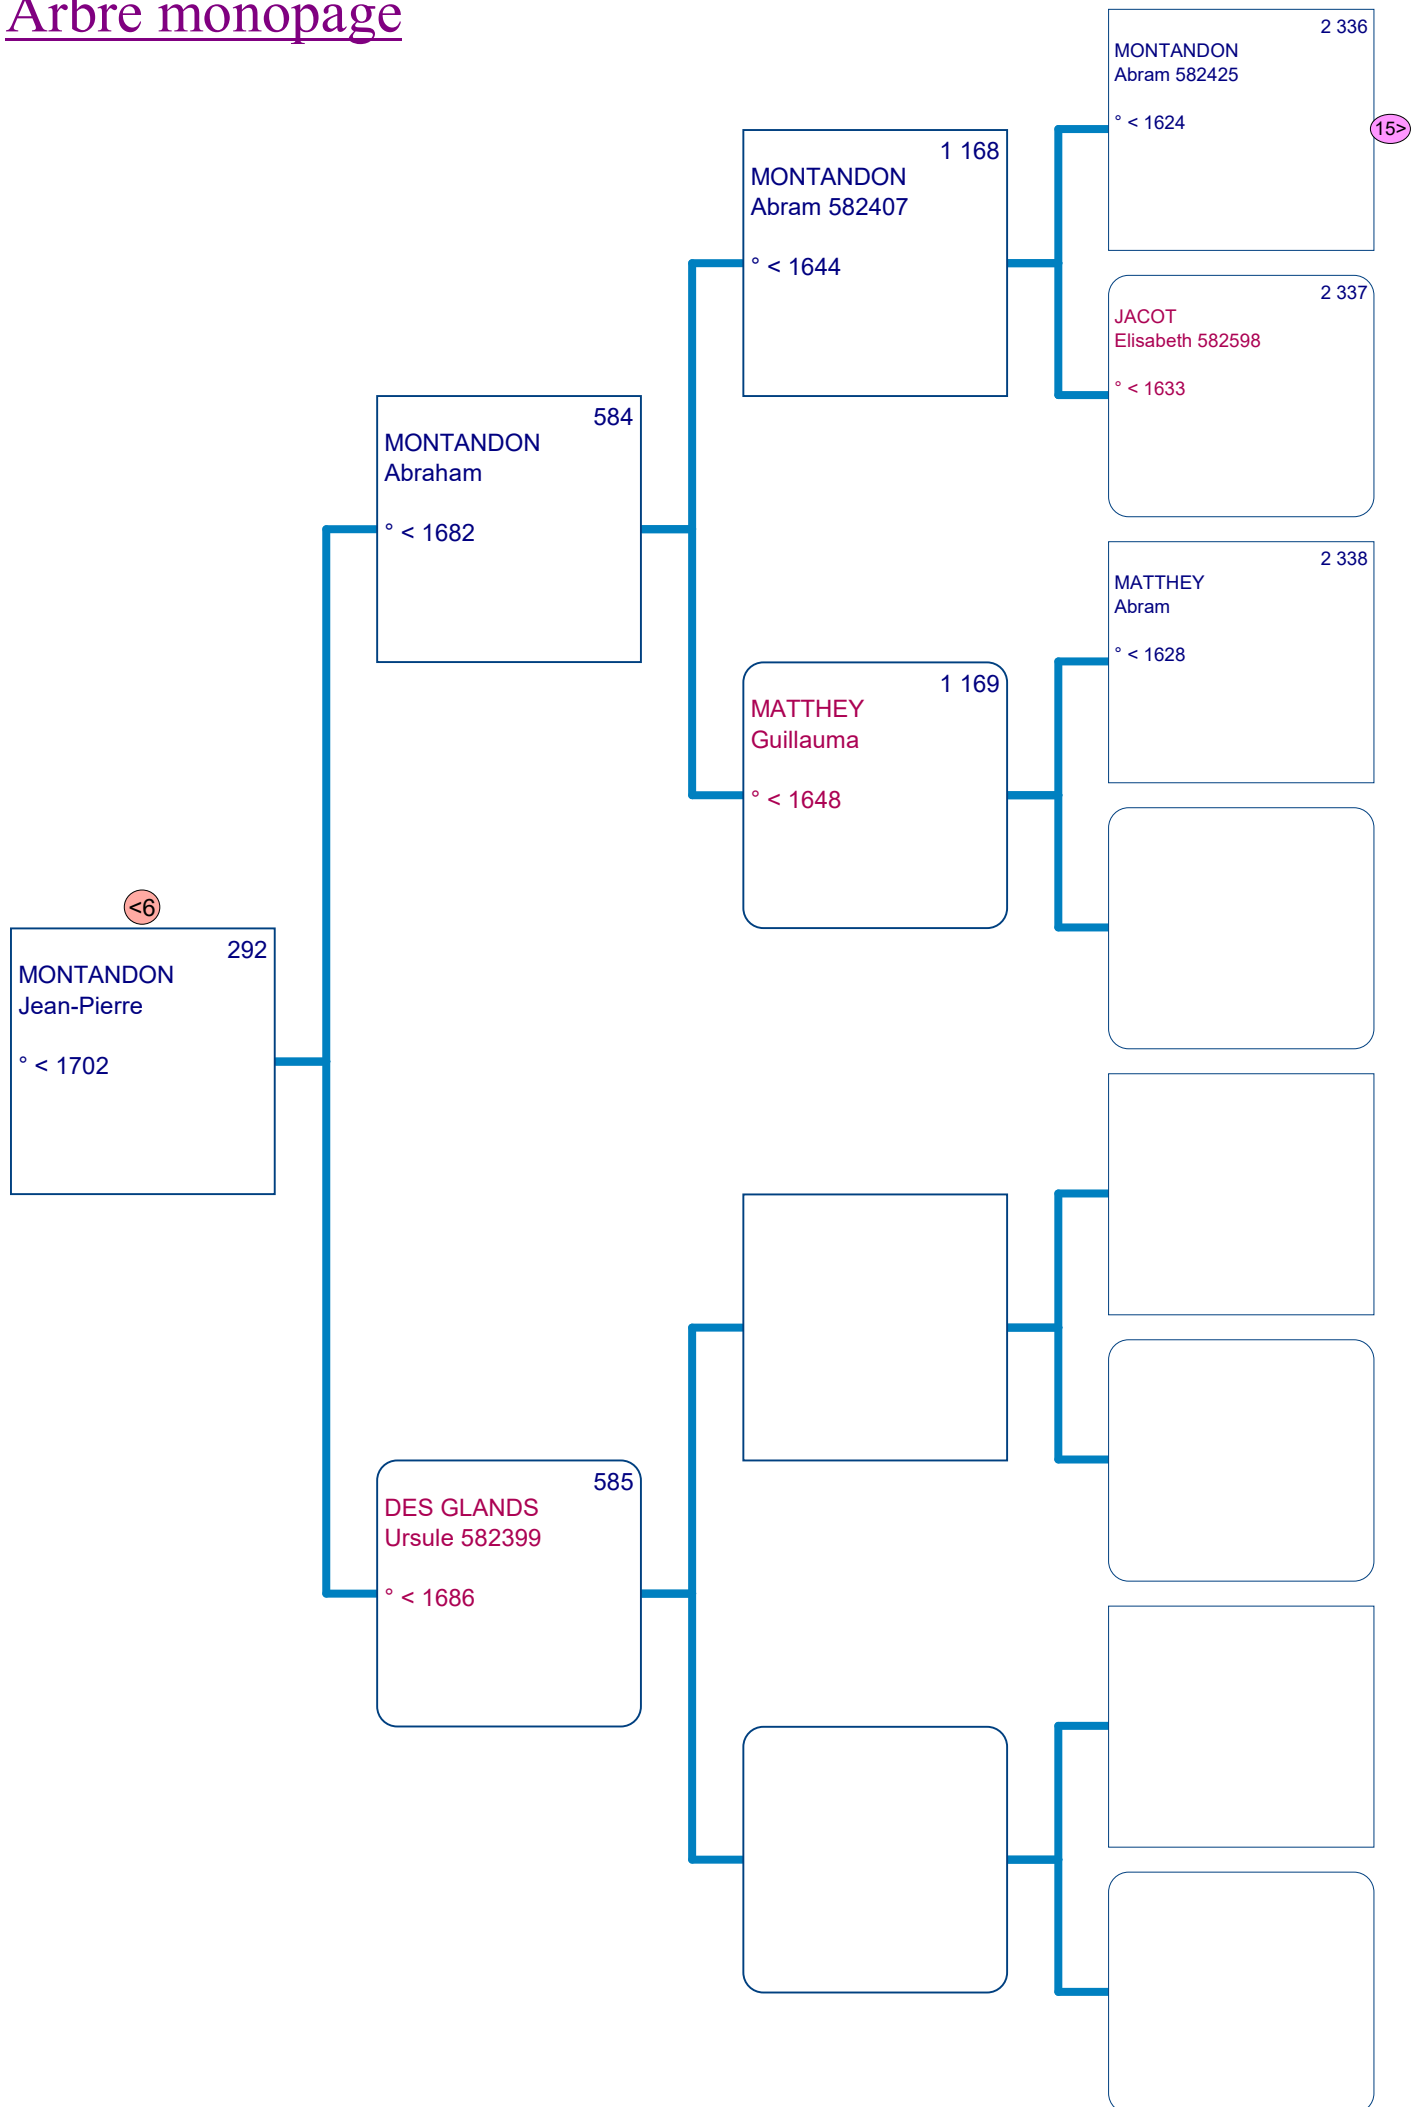 Arbre monopage
2 336
MONTANDON
Abram 582425
° < 1624
15>
1 168
MONTANDON
Abram 582407
° < 1644
2 337
JACOT
Elisabeth 582598
° < 1633
584
MONTANDON
Abraham
° < 1682
2 338
MATTHEY
Abram
° < 1628
1 169
MATTHEY
Guillauma
° < 1648
<6
292
MONTANDON
Jean-Pierre
° < 1702
585
DES GLANDS
Ursule 582399
° < 1686